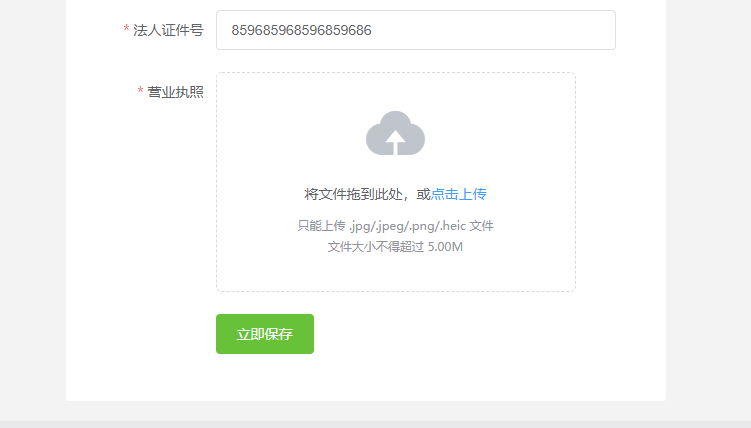 * 法人证件号
859685968596859686
* 营业执照
将文件拖到此处，或点击上传
只能上传 .jpg/.jpeg/.png/.heic 文件
文件大小不得超过 5.00M
立即保存